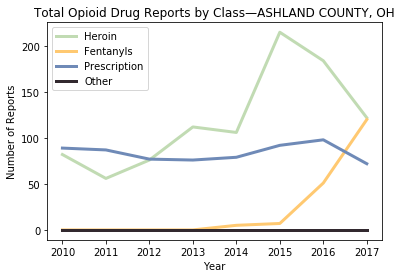 Total Opioid Drug Reports by Class—ASHLAND COUNTY, OH
Heroin
Fentanyls
Prescription
Other
Number of Reports
200
150
100
50
0
2010 2011 2012 2013 2014 2015 2016 2017
Year